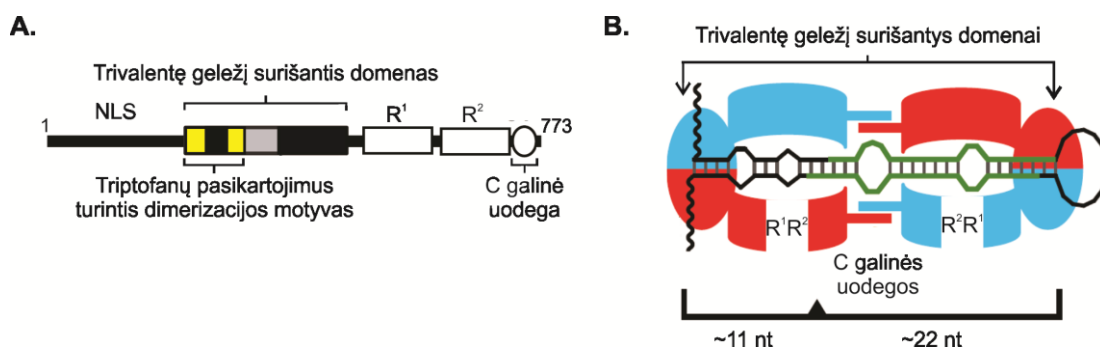 A.
Trivalentę geležį surišantis domenas
NLS
R¹
R²
1
773
Triptofanų pasikartojimus
turintis dimerizacijos motyvas
C galinė
uodega
B.
Trivalentę geležį surišantys domenai
R¹R²
R²R¹
C galinės
uodegos
~11 nt
~22 nt